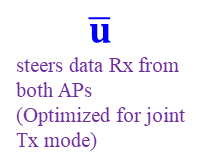 u̅
steers data Rx from
both APs
(Optimized for joint
Tx mode)